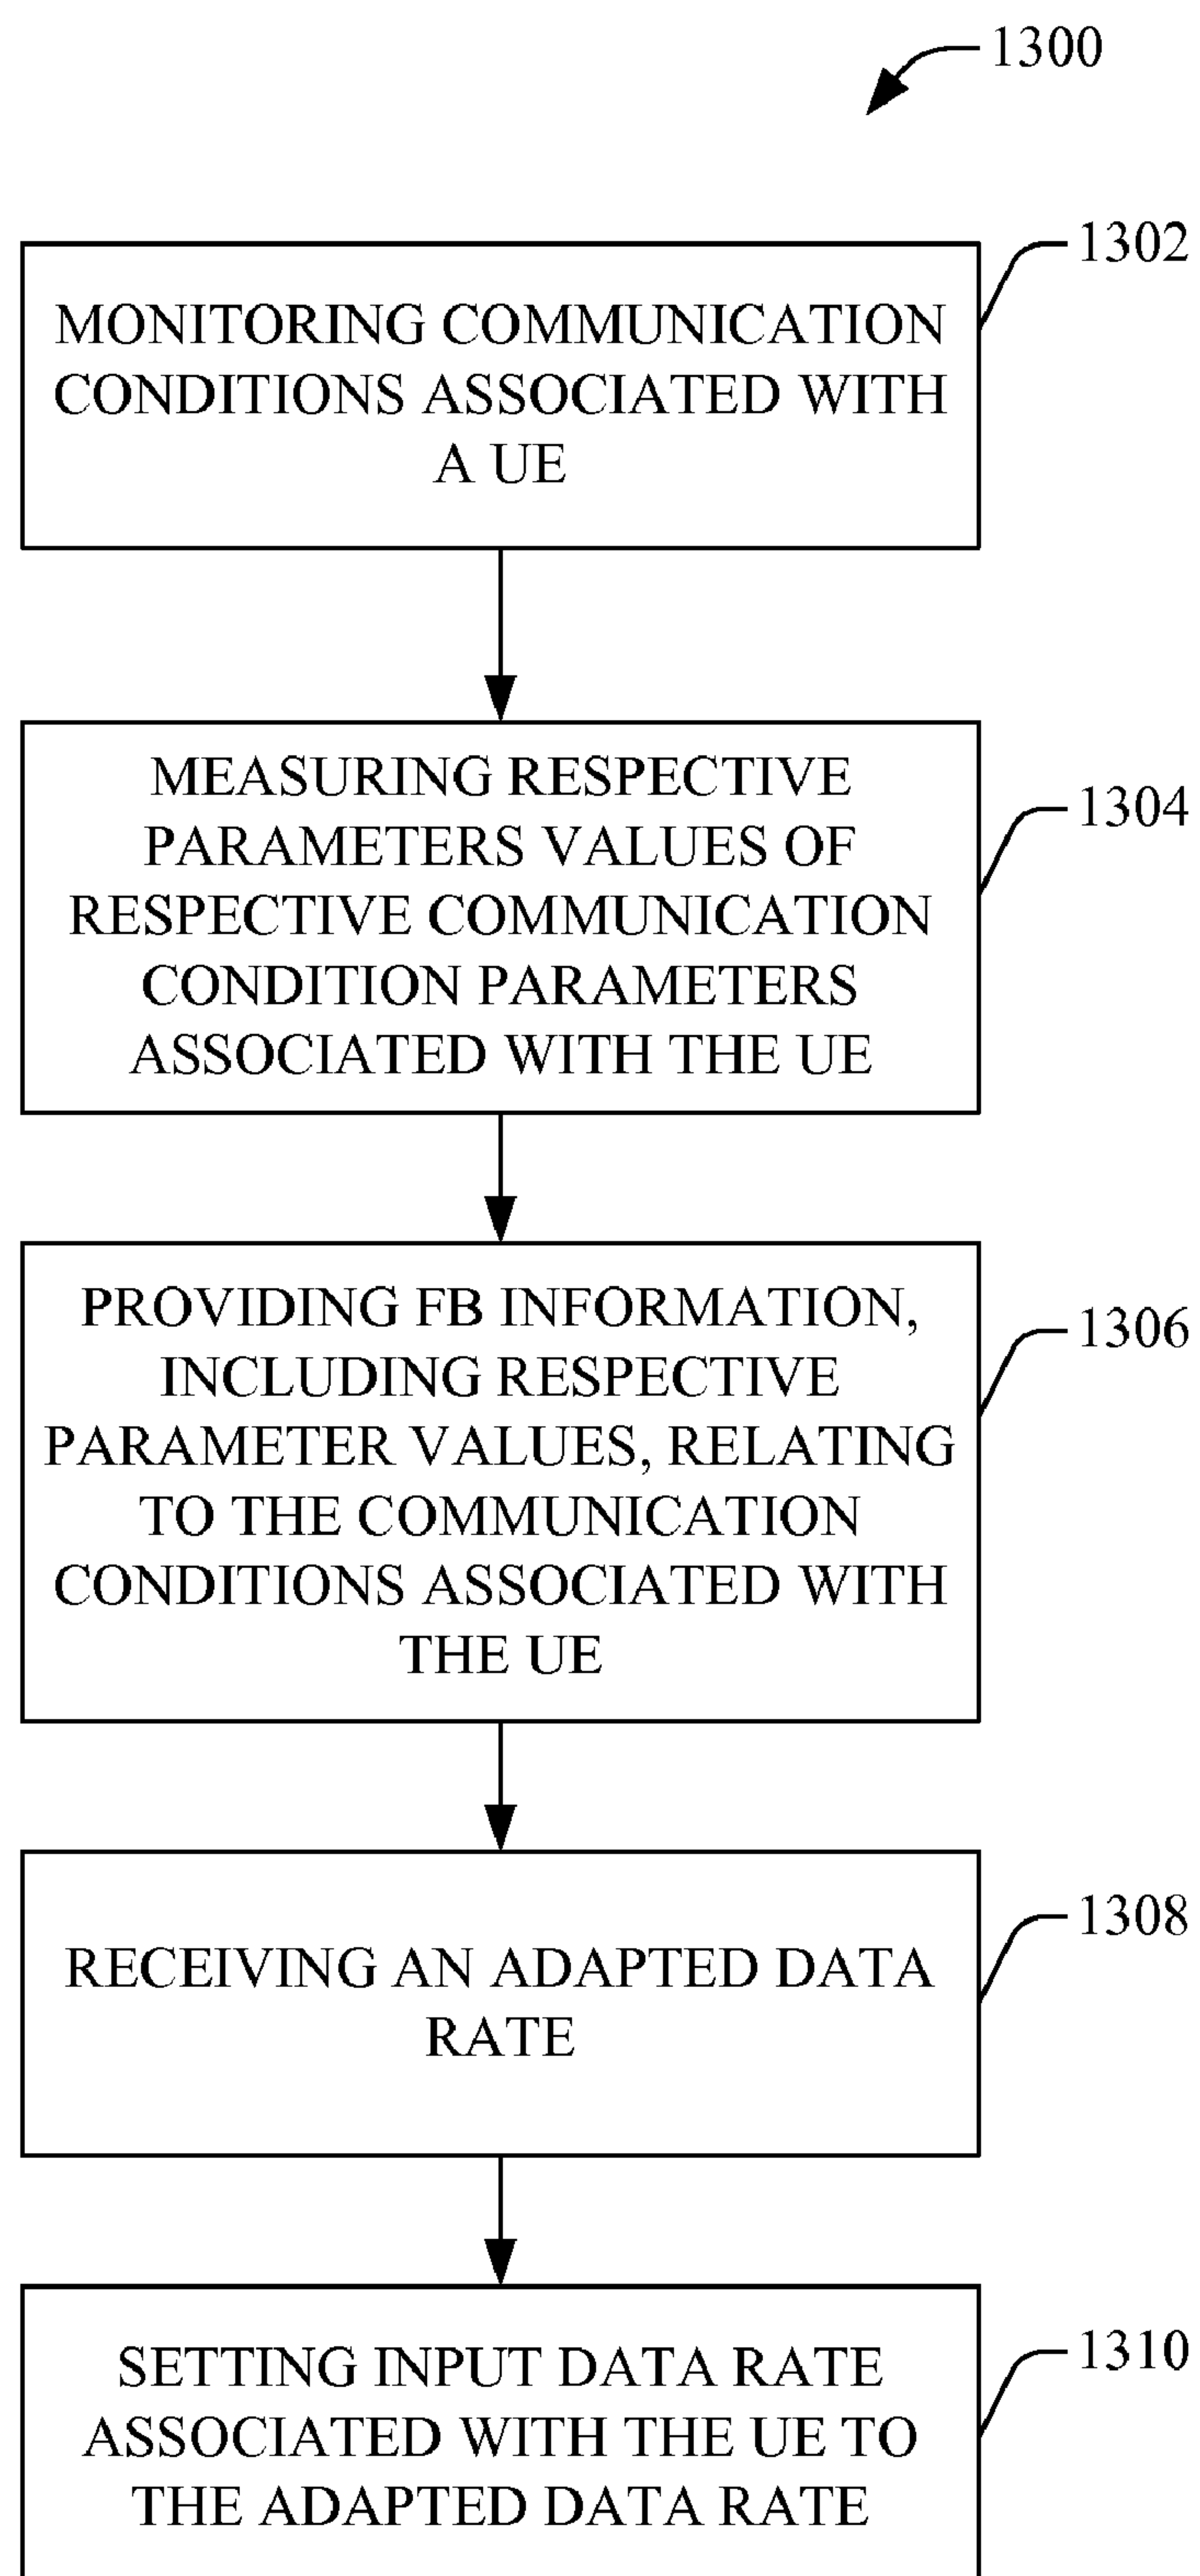 1300
1302
MONITORING COMMUNICATION
CONDITIONS ASSOCIATED WITH
A UE
1304
MEASURING RESPECTIVE
PARAMETERS VALUES OF
RESPECTIVE COMMUNICATION
CONDITION PARAMETERS
ASSOCIATED WITH THE UE
1306
PROVIDING FB INFORMATION,
INCLUDING RESPECTIVE
PARAMETER VALUES, RELATING
TO THE COMMUNICATION
CONDITIONS ASSOCIATED WITH
THE UE
1308
RECEIVING AN ADAPTED DATA
RATE
1310
SETTING INPUT DATA RATE
ASSOCIATED WITH THE UE TO
THE ADAPTED DATA RATE